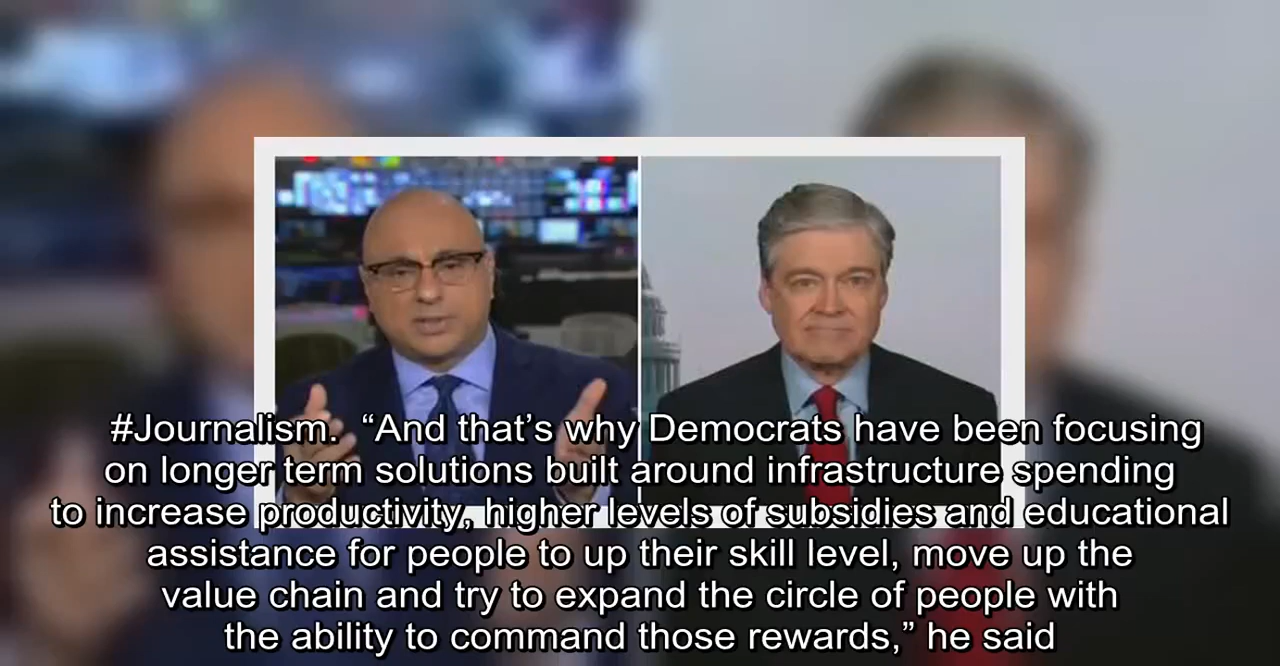 #Journalism.  “And that’s why Democrats have been focusing
on longer term solutions built around infrastructure spending
to increase productivity, higher levels of subsidies and educational
assistance for people to up their skill level, move up the
value chain and try to expand the circle of people with
the ability to command those rewards,” he said